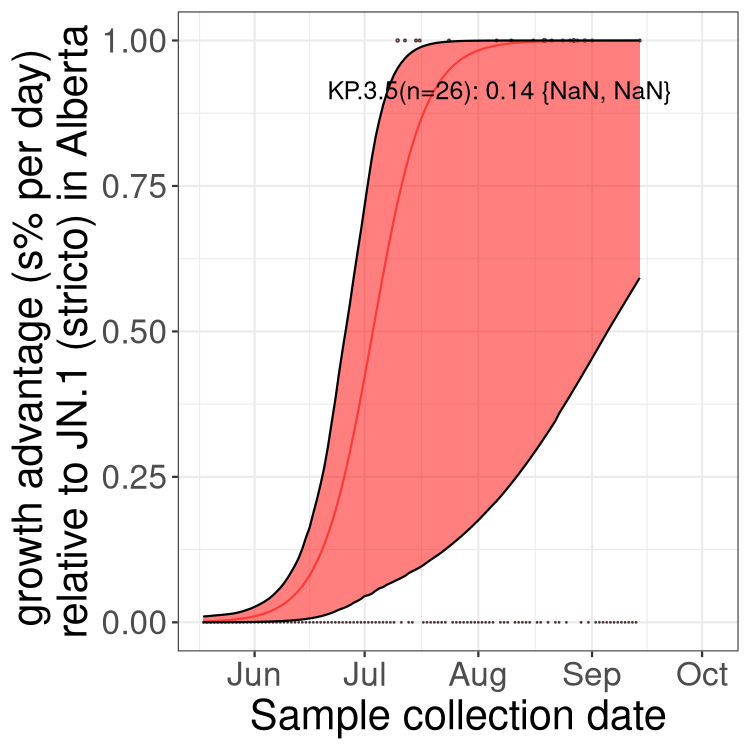 growth advantage (s% per day)
relative to JN.1 (stricto) in Alberta
1.00
0.75
0.50
0.25
0.00
KP.3.5(n=26): 0.14 {NaN, NaN}
Jun Jul Aug Sep Oct
Sample collection date